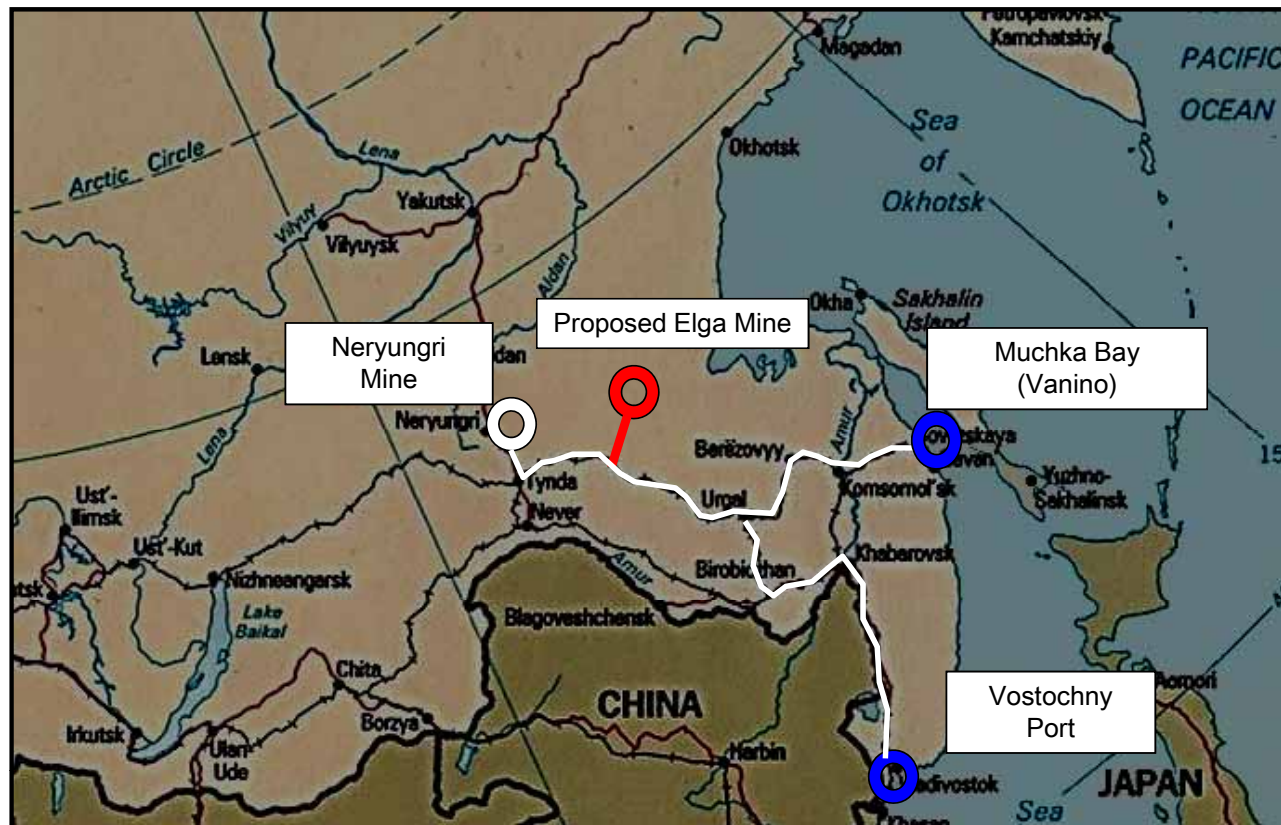 Kamchatskiy
PACIFIC
OCEAN
Magadan
Sea
of
Okhotsk
Okhotsk
Arctic Circle
Lena
Yakutsk
Vilyuy
Vilyuysk
Aldan
Okha
Sakhalin
Island
Proposed Elga Mine
Neryungri
Mine
Muchka Bay
(Vanino)
Lensk
Neryungri
Lena
Berëzovyy
Amur
Tynda
Urgal
Komsomol'sk
Yuzhno-
Sakhalinsk
15
Ust'-
Ilimsk
Never
Ust'-Kut
Khabarovsk
Nizhneangarsk
Amur
Lake
Baikal
Blagoveshchensk
Chita
Vostochny
Port
Aomori
Borzya
CHINA
Irkutsk
Ulan
Ude
Harbin
JAPAN
Sea